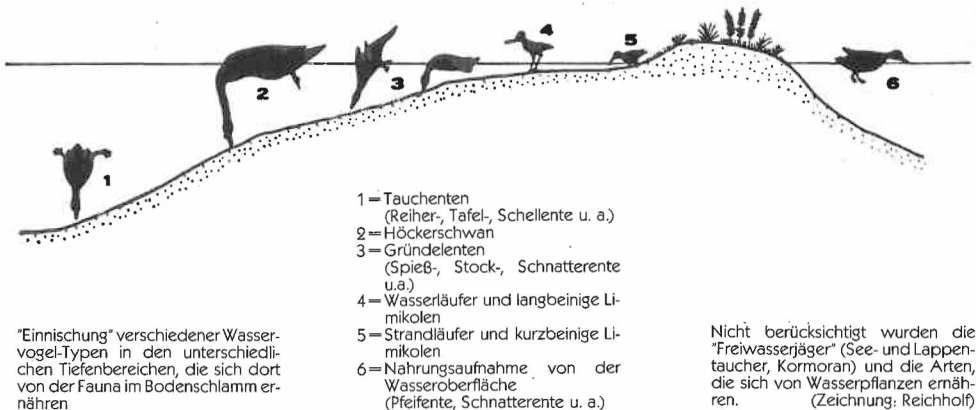 4
5
2
3
6
1
1=Tauchenten
(Reiher-, Tafel-, Schellente u. a.)
2=Höckerschwan
3=Gründelenten
(Spieß-, Stock-, Schnatterente
u.a.)
4=Wasserläufer und langbeinige Li-
mikolen
5=Strandläufer und kurzbeinige Li-
mikolen
6=Nahrungsaufnahme von der
Wasseroberfläche
(Pfeifente, Schnatterente u. a.)
"Einnischung" verschiedener Wasser-
vogel-Typen in den unterschiedli-
chen Tiefenbereichen, die sich dort
von der Fauna im Bodenschlamm er-
nähren
Nicht berücksichtigt wurden die
"Freiwasserjäger" (See- und Lappen-
taucher, Kormoran) und die Arten,
die sich von Wasserpflanzen ernäh-
ren. (Zeichnung: Reichholf)